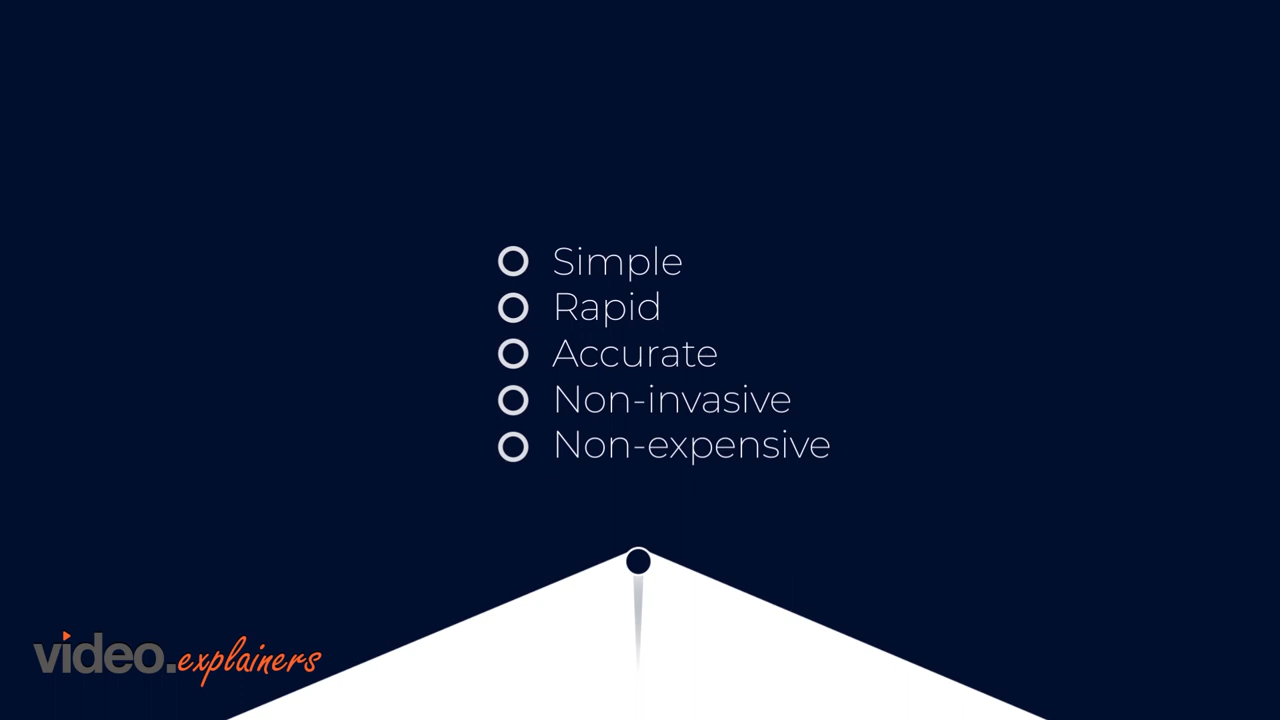 Simple
Rapid
Accurate
Non-invasive
Non-expensive
video.explainers